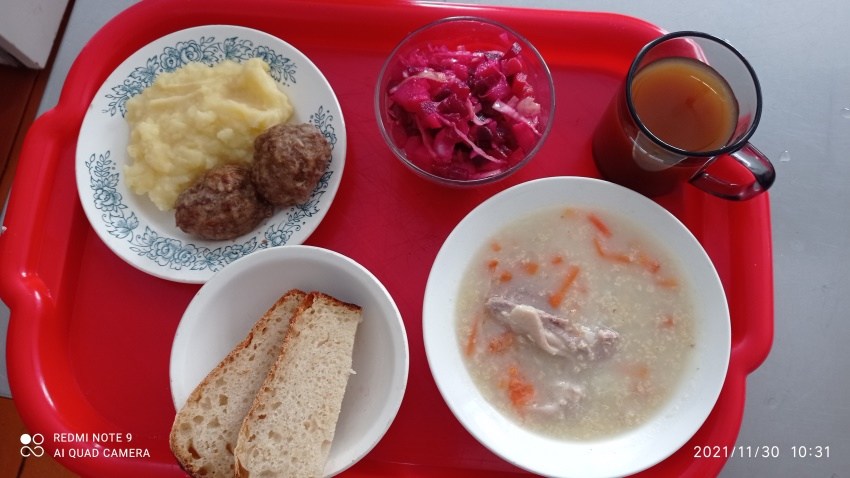 REDMI NOTE 9
AI QUAD CAMERA
2021/11/30 10:31